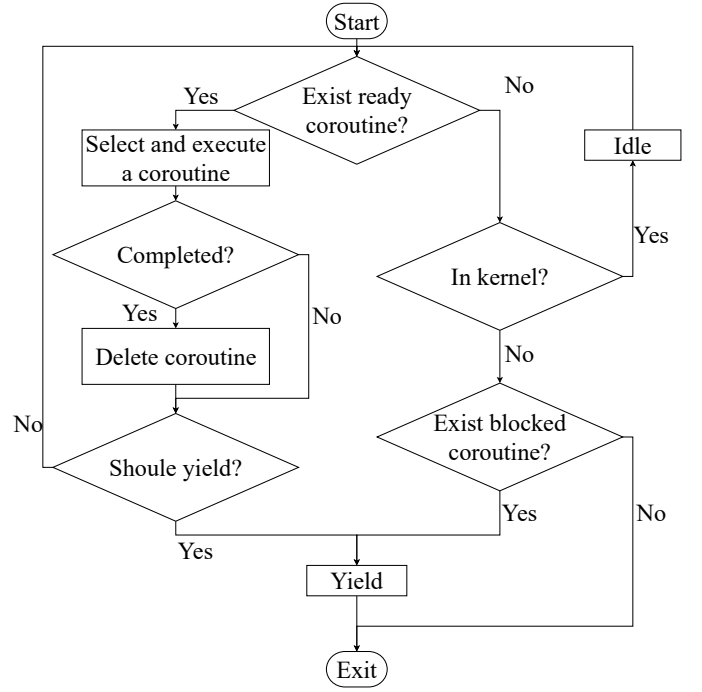 Start
Exist ready
coroutine?
Yes
No
Select and execute
a coroutine
Idle
Completed?
Yes
No
In kernel?
Yes
No
Delete coroutine
Exist blocked
coroutine?
No
Shoule yield?
Yes
Yes
No
Yield
Exit